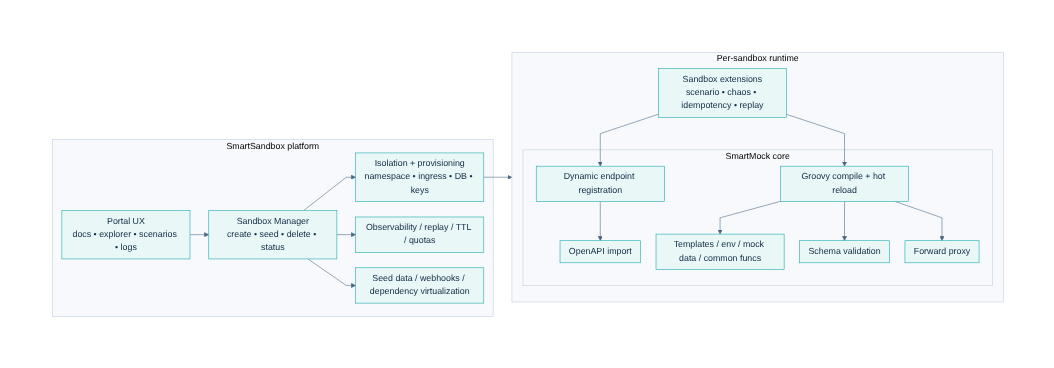 SmartSandbox platform
Portal UX
docs • explorer • scenarios
• logs
Sandbox Manager
create • seed • delete •
status
Isolation + provisioning
namespace • ingress • DB •
keys
Observability / replay / TTL
/ quotas
Seed data / webhooks /
dependency virtualization
Per-sandbox runtime
Sandbox extensions
scenario • chaos •
idempotency • replay
SmartMock core
Dynamic endpoint
registration
Groovy compile + hot
reload
OpenAPI import
Templates / env / mock
data / common funcs
Schema validation
Forward proxy